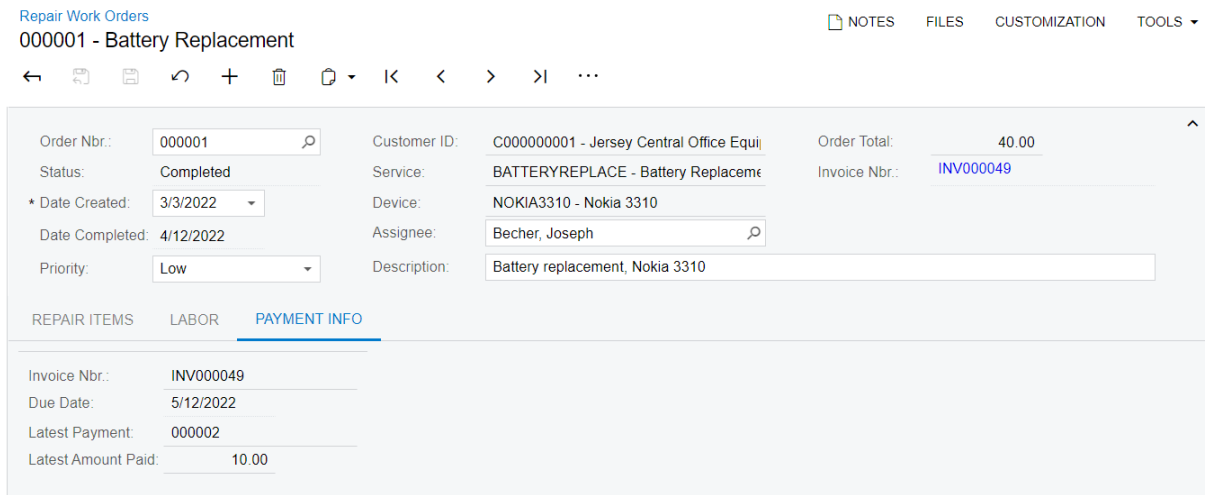 Repair Work Orders
000001 - Battery Replacement
NOTES FILES CUSTOMIZATION TOOLS
Order Nbr.: 000001 Customer ID: C000000001 - Jersey Central Office Equi Order Total: 40.00
Status: Completed Service: BATTERYREPLACE - Battery Replaceme Invoice Nbr.: INV000049
* Date Created: 3/3/2022 Device: NOKIA3310 - Nokia 3310
Date Completed: 4/12/2022 Assignee: Becher, Joseph
Priority: Low Description: Battery replacement, Nokia 3310
REPAIR ITEMS LABOR PAYMENT INFO
Invoice Nbr.: INV000049
Due Date: 5/12/2022
Latest Payment: 000002
Latest Amount Paid: 10.00